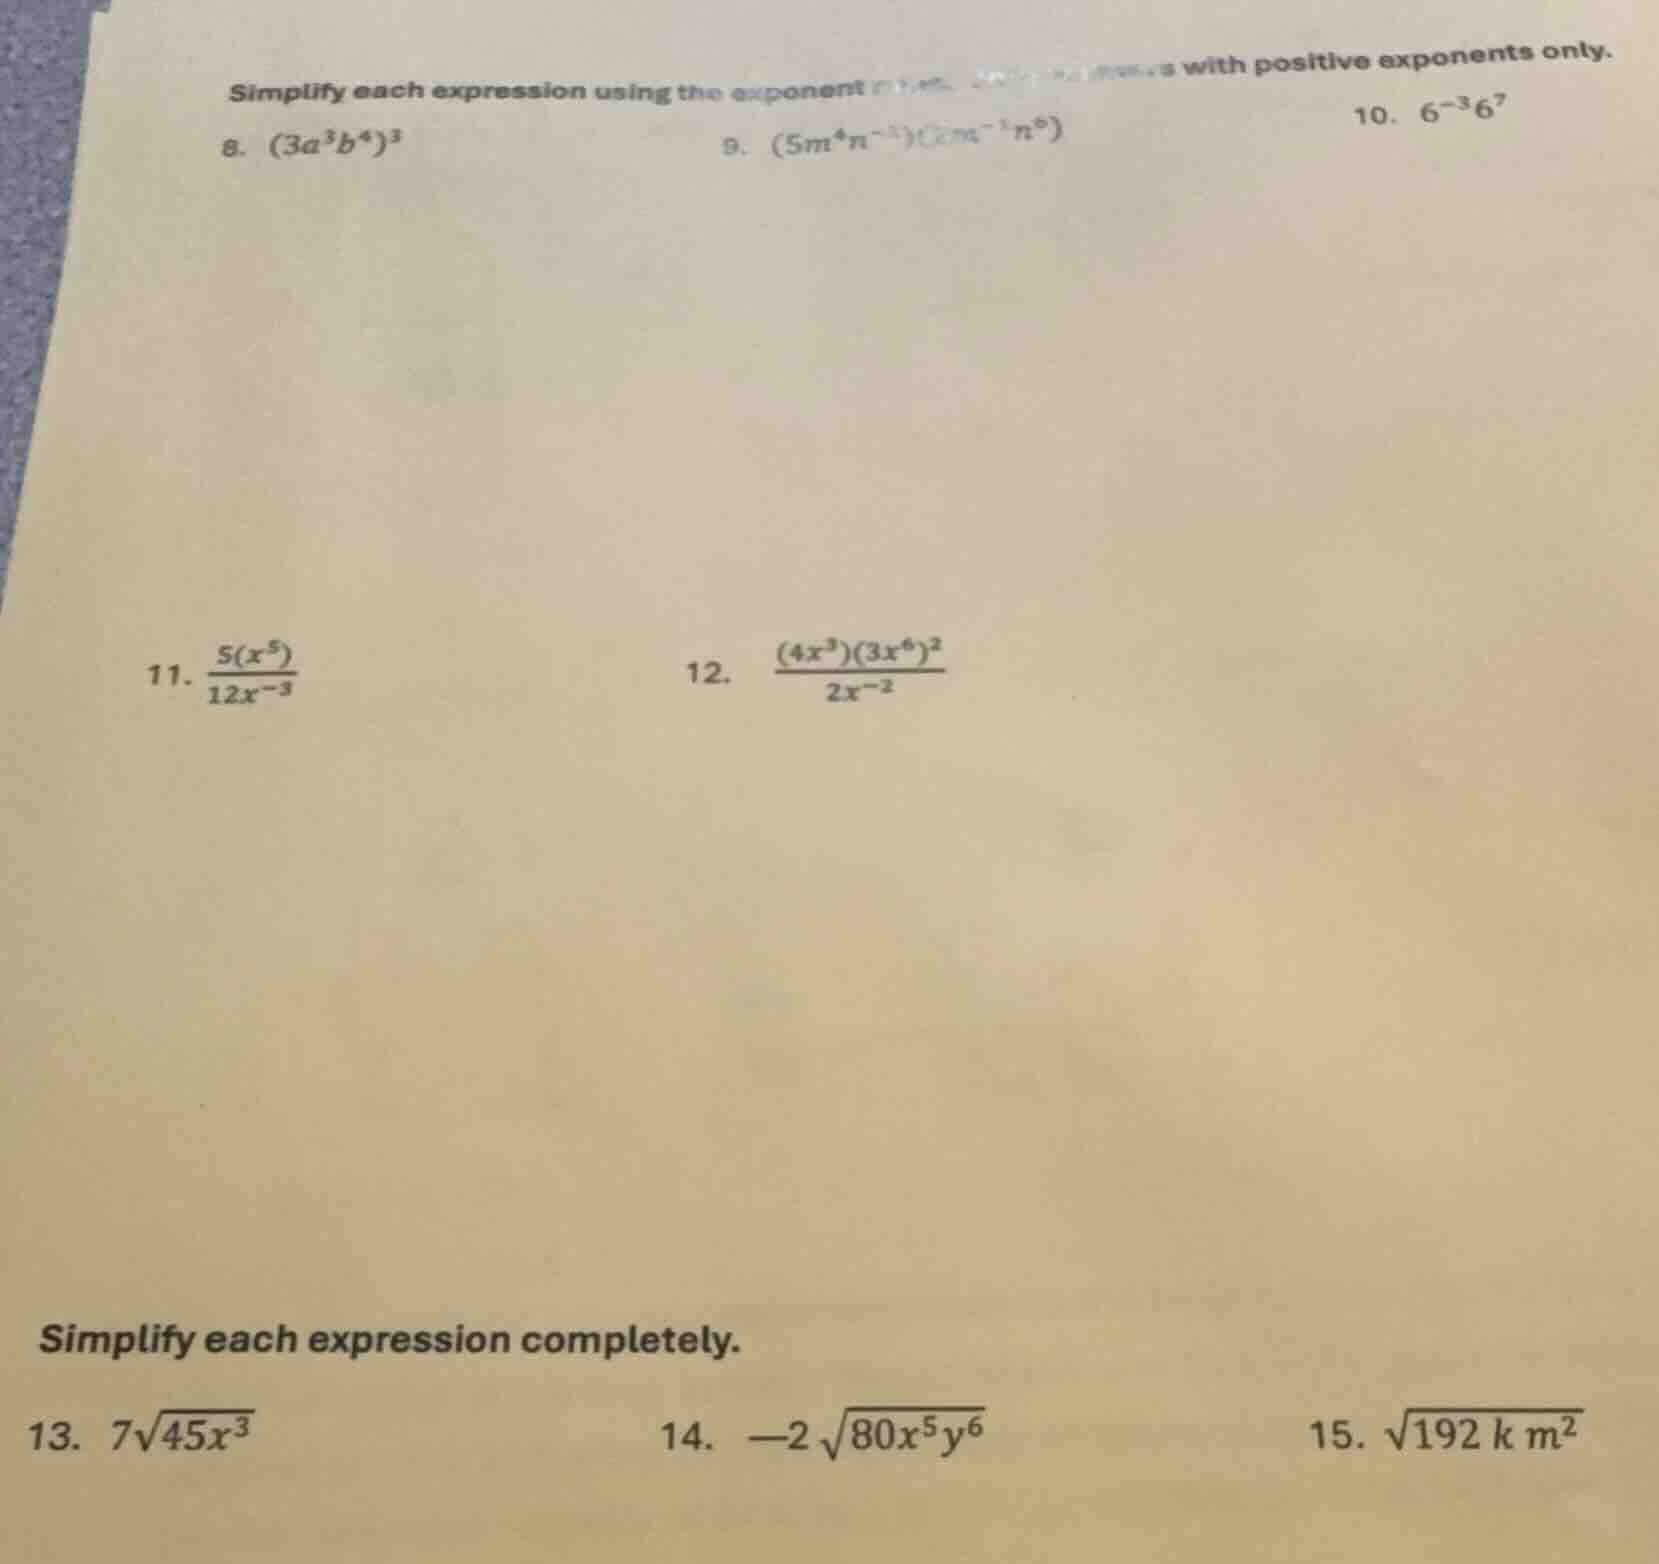 Simplify each expression using the exponent with positive exponents only.
8. (3a³b⁴)³ 9. (5m⁴n n⁶) 10. 6⁻³6⁷
11. 5(x⁵)/12x⁻³ 12. (4x³)(3x⁶)²/2x⁻²
Simplify each expression completely.
13. 7√45x³ 14. —2√80x⁵y⁶ 15. √192 k m²